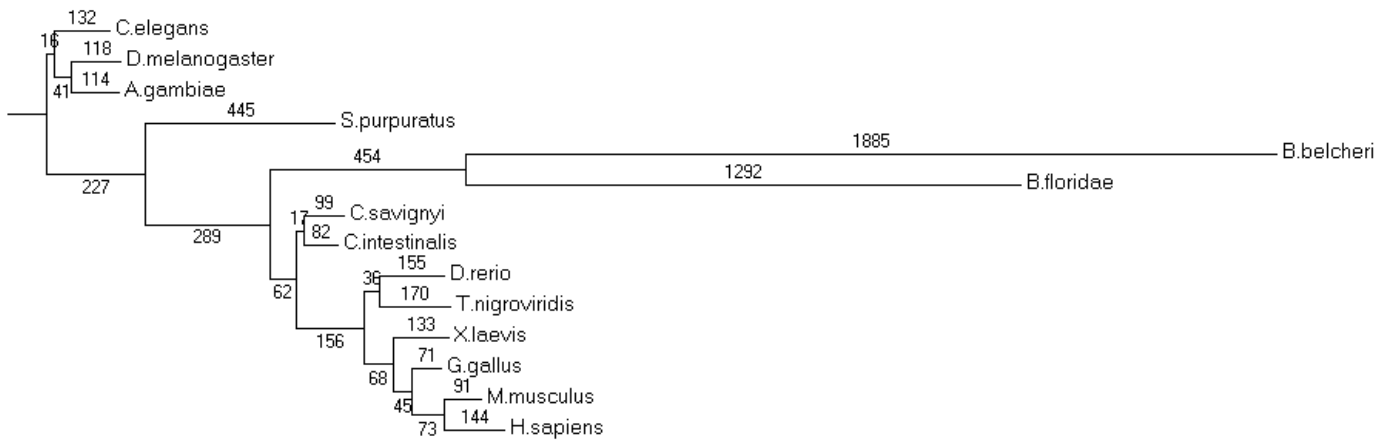 132
C.elegans
16
118
D.melanogaster
41
114
A.gambiae
445
S.purpuratus
1885
B.belcheri
454
227
1292
B.floridae
99
C.savignyi
17
289
82
C.intestinalis
155
D.rerio
36
62
170
T.nigroviridis
156
133
X.laevis
71
G.gallus
68
91
M.musculus
45
144
73
H.sapiens